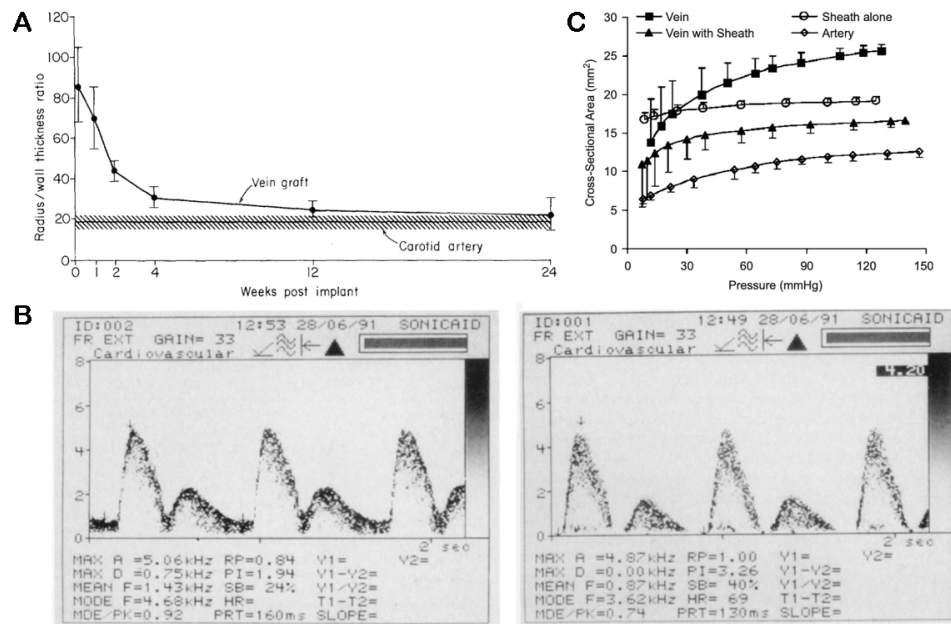 A
120
100
80
60
40
20
0
Radius/wall thickness ratio
Vein graft
Carotid artery
0 1 2 4 12 24
Weeks post implant
C
Vein
Sheath alone
Vein with Sheath
Artery
30
25
20
15
10
5
0
Cross-Sectional Area (mm²)
0 30 60 90 120 150
Pressure (mmHg)
B
ID:002 12:53 28/06/91 SONICAID
FR EXT GAIN= 33
Cardiovascular
8
6
4
2
0
2' sec
MAX A =5.06kHz RP=0.84 Y1= Y2=
MAX D =0.75kHz PI=1.94 Y1-Y2=
MEAN F=1.43kHz SB= 24% Y1/Y2=
MODE F=4.68kHz HR= T1-T2=
MDE/PK=0.92 PRT=160ms SLOPE=
ID:001 12:49 28/06/91 SONICAID
FR EXT GAIN= 33
Cardiovascular
4.20
8
6
4
2
0
2' sec
MAX A =4.87kHz RP=1.00 Y1= Y2=
MAX D =0.00kHz PI=3.26 Y1-Y2=
MEAN F=0.87kHz SB= 40% Y1/Y2=
MODE F=3.62kHz HR= 69 T1-T2=
MDE/PK=0.74 PRT=130ms SLOPE=